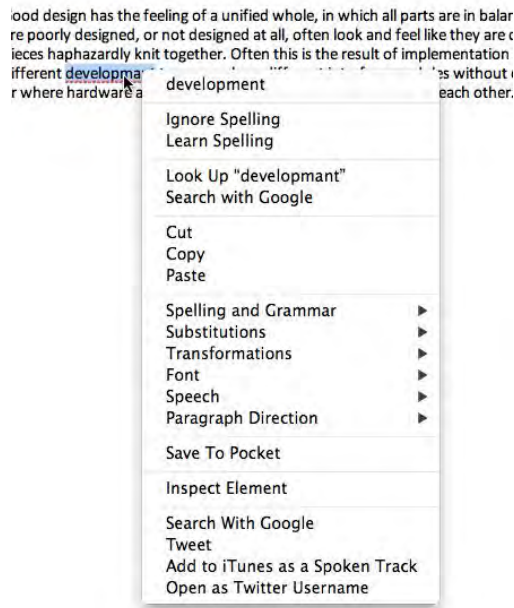 ood design has the feeling of a unified whole, in which all parts are in balan
re poorly designed, or not designed at all, often look and feel like they are
ieces haphazardly knit together. Often this is the result of implementation
ifferent without
r where hardware each other.
development
Ignore Spelling
Learn Spelling
Look Up "developmant"
Search with Google
Cut
Copy
Paste
Spelling and Grammar
Substitutions
Transformations
Font
Speech
Paragraph Direction
Save To Pocket
Inspect Element
Search With Google
Tweet
Add to iTunes as a Spoken Track
Open as Twitter Username